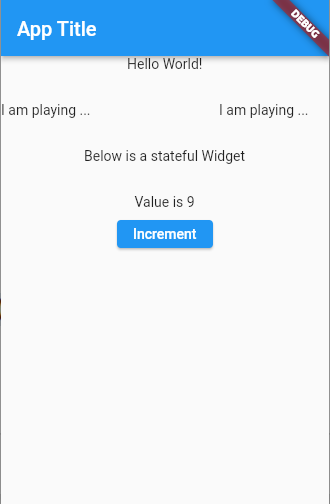 App Title
DEBUG
Hello World!
I am playing ... I am playing ...
Below is a stateful Widget
Value is 9
Increment